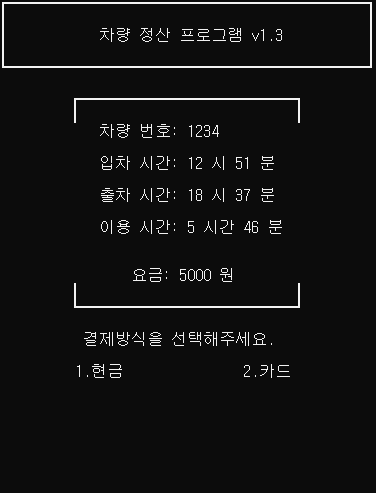 차량 정산 프로그램 v1.3
차량 번호: 1234
입차 시간: 12 시 51 분
출차 시간: 18 시 37 분
이용 시간: 5 시간 46 분
요금: 5000 원
결제방식을 선택해주세요.
1.현금 2.카드